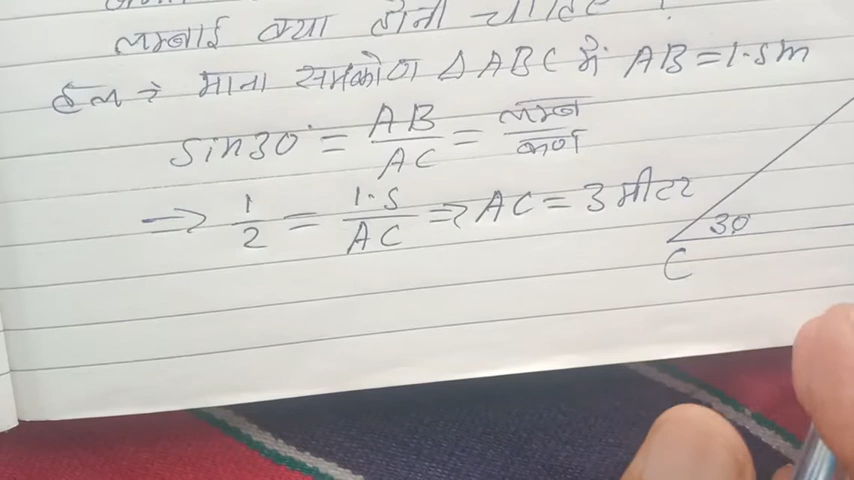 लम्बाई क्या होनी चाहिए ?
हल → माना समकोण △ABC में AB = 1.5m
sin30° = AB/AC = लम्ब/कर्ण
⇒ 1/2 = 1.5/AC ⇒ AC = 3 मीटर
30
C